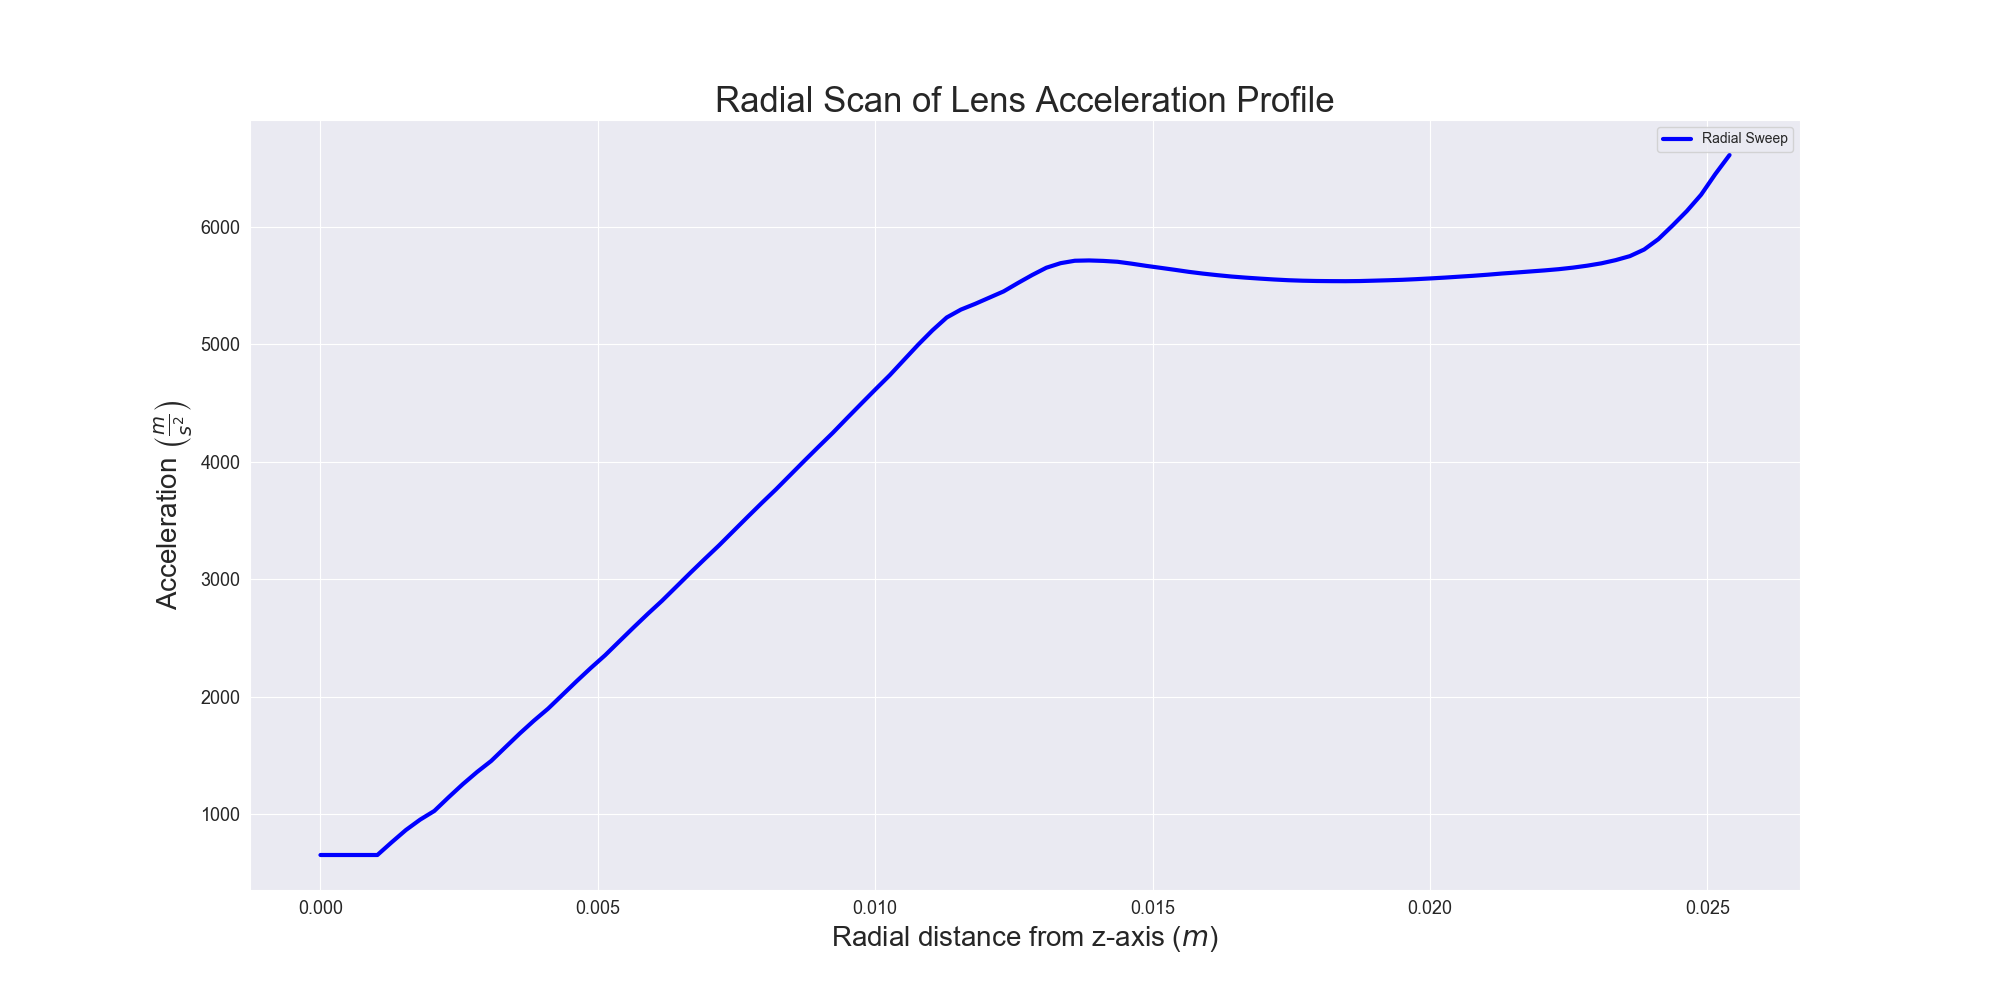 Radial Scan of Lens Acceleration Profile
Radial Sweep
Acceleration (m/s²)
6000
5000
4000
3000
2000
1000
0.000 0.005 0.010 0.015 0.020 0.025
Radial distance from z-axis (m)